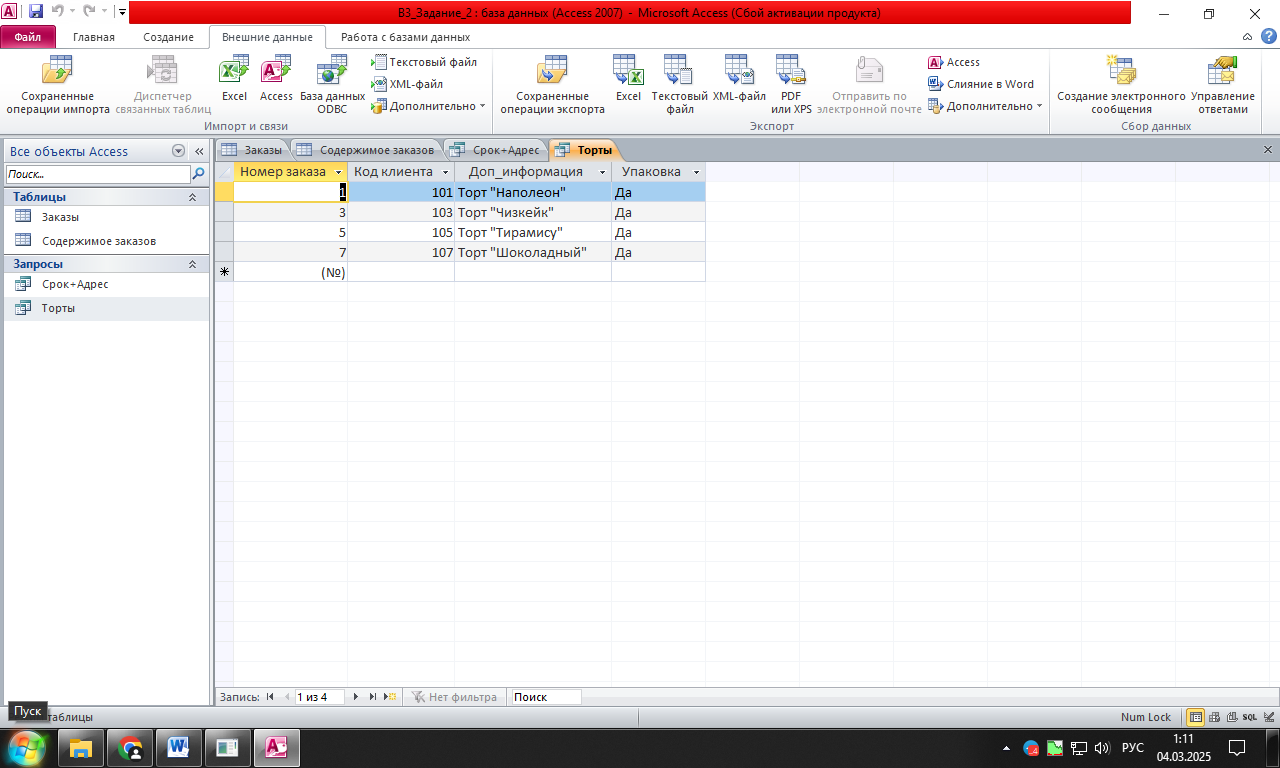 В3_Задание_2 : база данных (Access 2007) - Microsoft Access (Сбой активации продукта)
Файл Главная Создание Внешние данные Работа с базами данных
Сохраненные операции импорта
Диспетчер связанных таблиц
Excel
Access
База данных ODBC
Текстовый файл
XML-файл
Дополнительно
Импорт и связи
Сохраненные операции экспорта
Excel
Текстовый файл
XML-файл
PDF или XPS
Отправить по электронной почте
Access
Слияние в Word
Дополнительно
Экспорт
Создание электронного сообщения
Управление ответами
Сбор данных
Все объекты Access
Поиск...
Таблицы
Заказы
Содержимое заказов
Запросы
Срок+Адрес
Торты
Заказы Содержимое заказов Срок+Адрес Торты
Номер заказа Код клиента Доп_информация Упаковка
1 101 Торт "Наполеон" Да
3 103 Торт "Чизкейк" Да
5 105 Торт "Тирамису" Да
7 107 Торт "Шоколадный" Да
(№)
Запись: 1 из 4 Нет фильтра Поиск
Пуск
таблицы
Num Lock
SQL
РУС
1:11
04.03.2025